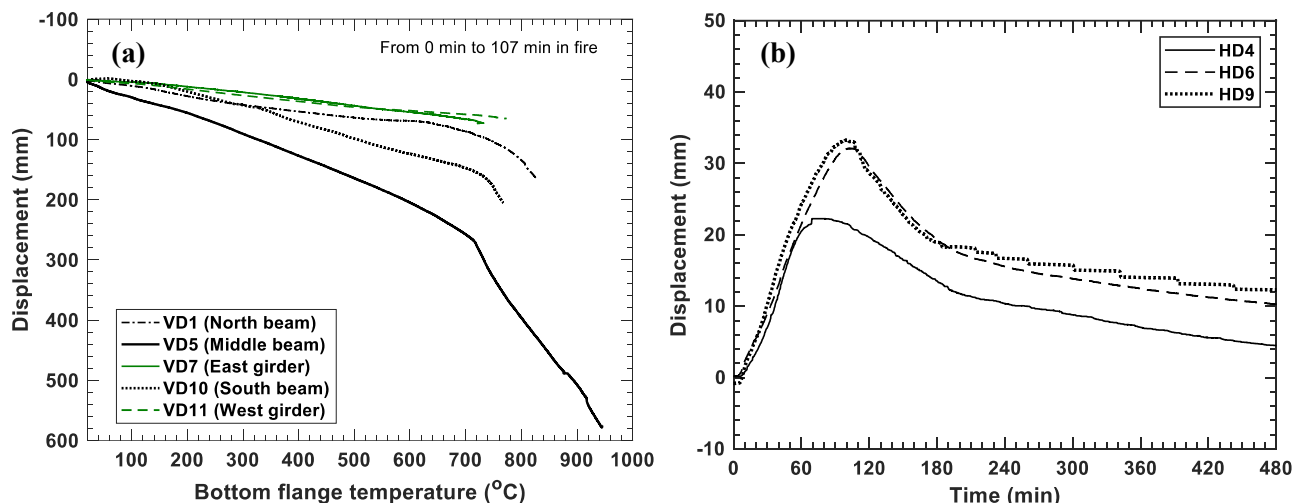 (a)
From 0 min to 107 min in fire
-100
0
100
200
300
400
500
600
Displacement (mm)
VD1 (North beam)
VD5 (Middle beam)
VD7 (East girder)
VD10 (South beam)
VD11 (West girder)
100 200 300 400 500 600 700 800 900 1000
Bottom flange temperature (°C)
(b)
HD4
HD6
HD9
50
40
30
20
10
0
-10
Displacement (mm)
0 60 120 180 240 300 360 420 480
Time (min)